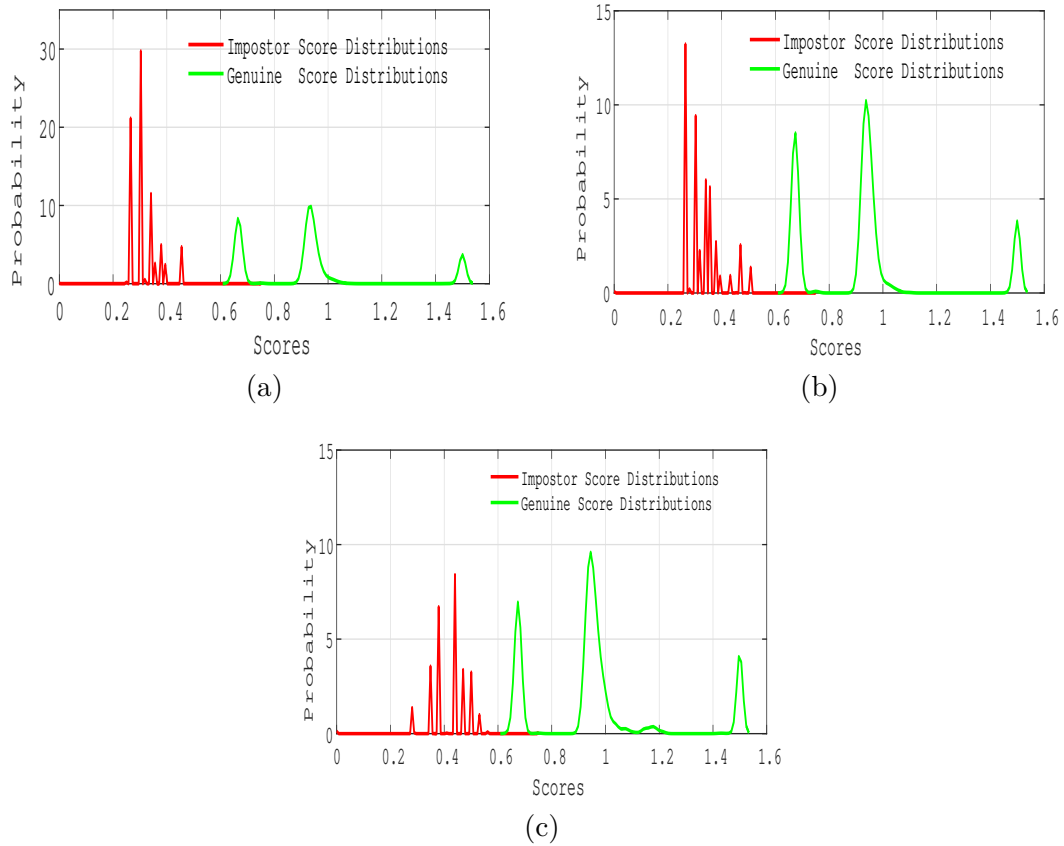 Impostor Score Distributions
Genuine Score Distributions
Probability
30
20
10
0
0 0.2 0.4 0.6 0.8 1 1.2 1.4 1.6
Scores
(a)
Impostor Score Distributions
Genuine Score Distributions
Probability
15
10
5
0
0 0.2 0.4 0.6 0.8 1 1.2 1.4 1.6
Scores
(b)
Impostor Score Distributions
Genuine Score Distributions
Probability
15
10
5
0
0 0.2 0.4 0.6 0.8 1 1.2 1.4 1.6
Scores
(c)